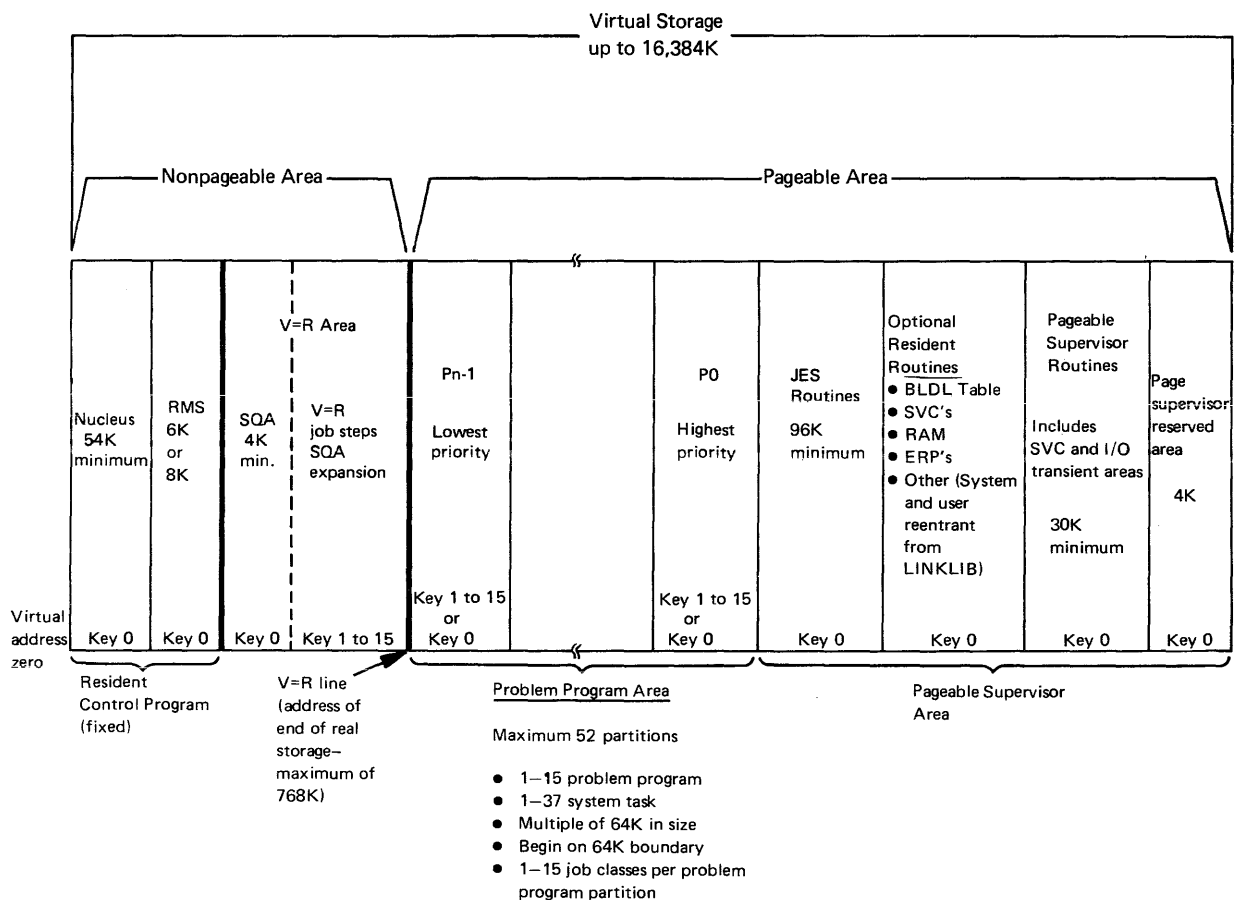 Virtual Storage
up to 16,384K
Nonpageable Area
Pageable Area
Nucleus
54K
minimum
RMS
6K
or
8K
V=R Area
SQA
4K
min.
V=R
job steps
SQA
expansion
Pn-1
Lowest
priority
P0
Highest
priority
JES
Routines
96K
minimum
Optional
Resident
Routines
● BLDL Table
● SVC's
● RAM
● ERP's
● Other (System
and user
reentrant
from
LINKLIB)
Pageable
Supervisor
Routines
Includes
SVC and I/O
transient areas
30K
minimum
Page
supervisor
reserved
area
4K
Virtual
address
zero
Key 0
Key 0
Key 0
Key 1 to 15
Key 1 to 15
or
Key 0
Key 1 to 15
or
Key 0
Key 0
Key 0
Key 0
Key 0
Resident
Control Program
(fixed)
V=R line
(address of
end of real
storage–
maximum of
768K)
Problem Program Area
Maximum 52 partitions
● 1–15 problem program
● 1–37 system task
● Multiple of 64K in size
● Begin on 64K boundary
● 1–15 job classes per problem
program partition
Pageable Supervisor
Area